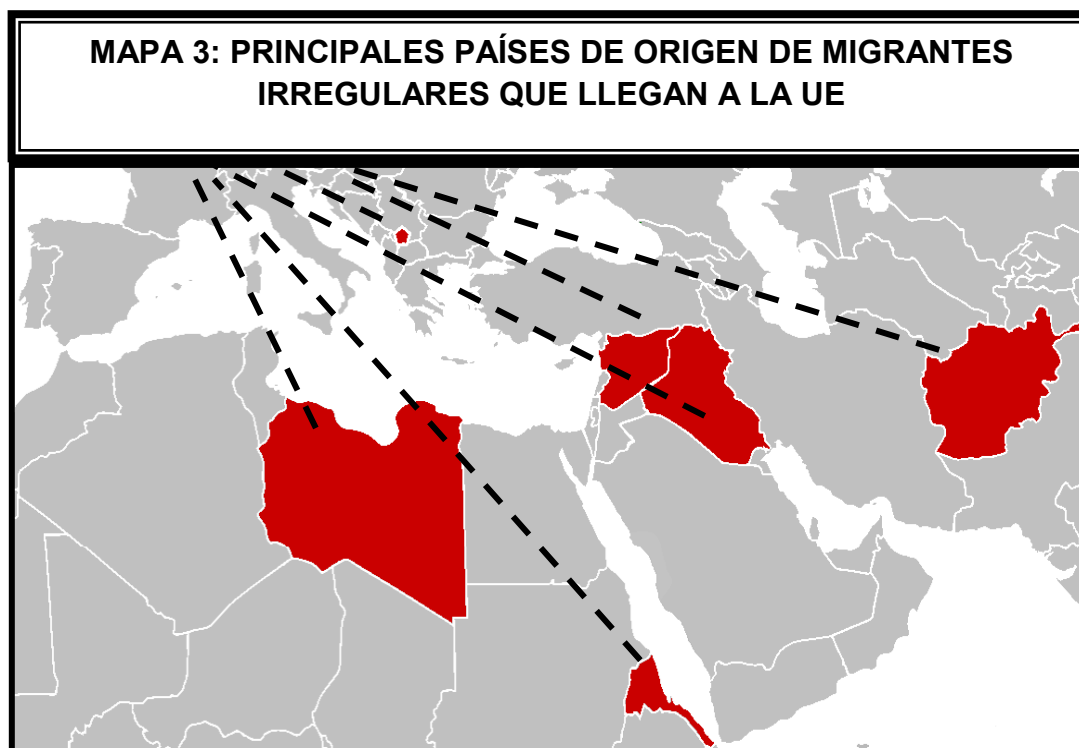 MAPA 3: PRINCIPALES PAÍSES DE ORIGEN DE MIGRANTES
IRREGULARES QUE LLEGAN A LA UE